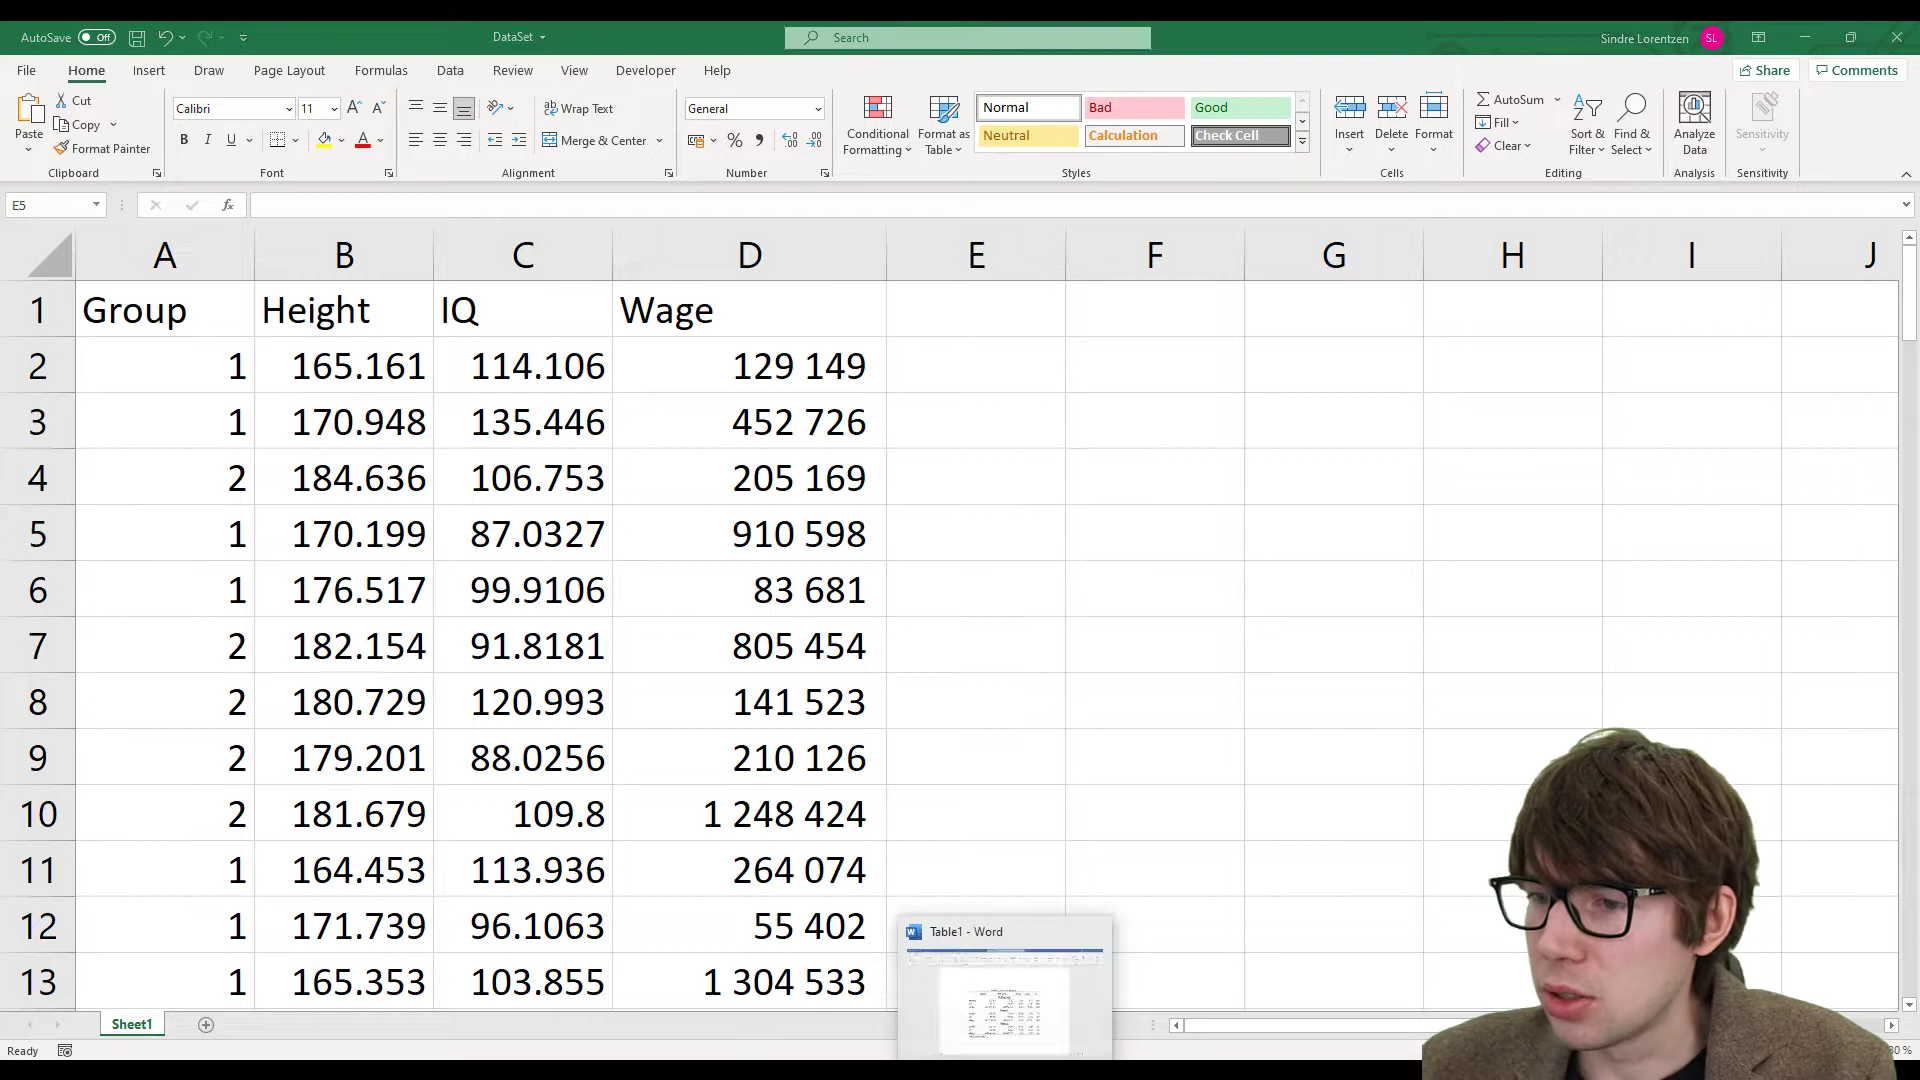 AutoSave Off DataSet Search Sindre Lorentzen SL
File Home Insert Draw Page Layout Formulas Data Review View Developer Help Share Comments
Paste Cut Copy Format Painter Clipboard
Calibri 11 B I U A Font
Wrap Text Merge & Center Alignment
General % Number
Conditional Formatting Format as Table Normal Bad Good Neutral Calculation Check Cell Styles
Insert Delete Format Cells
AutoSum Fill Clear Sort & Filter Find & Select Editing
Analyze Data Analysis
Sensitivity Sensitivity
E5 fx
A B C D E F G H I J
1 Group Height IQ Wage
2 1 165.161 114.106 129 149
3 1 170.948 135.446 452 726
4 2 184.636 106.753 205 169
5 1 170.199 87.0327 910 598
6 1 176.517 99.9106 83 681
7 2 182.154 91.8181 805 454
8 2 180.729 120.993 141 523
9 2 179.201 88.0256 210 126
10 2 181.679 109.8 1 248 424
11 1 164.453 113.936 264 074
12 1 171.739 96.1063 55 402
13 1 165.353 103.855 1 304 533
Table1 - Word
Sheet1
Ready